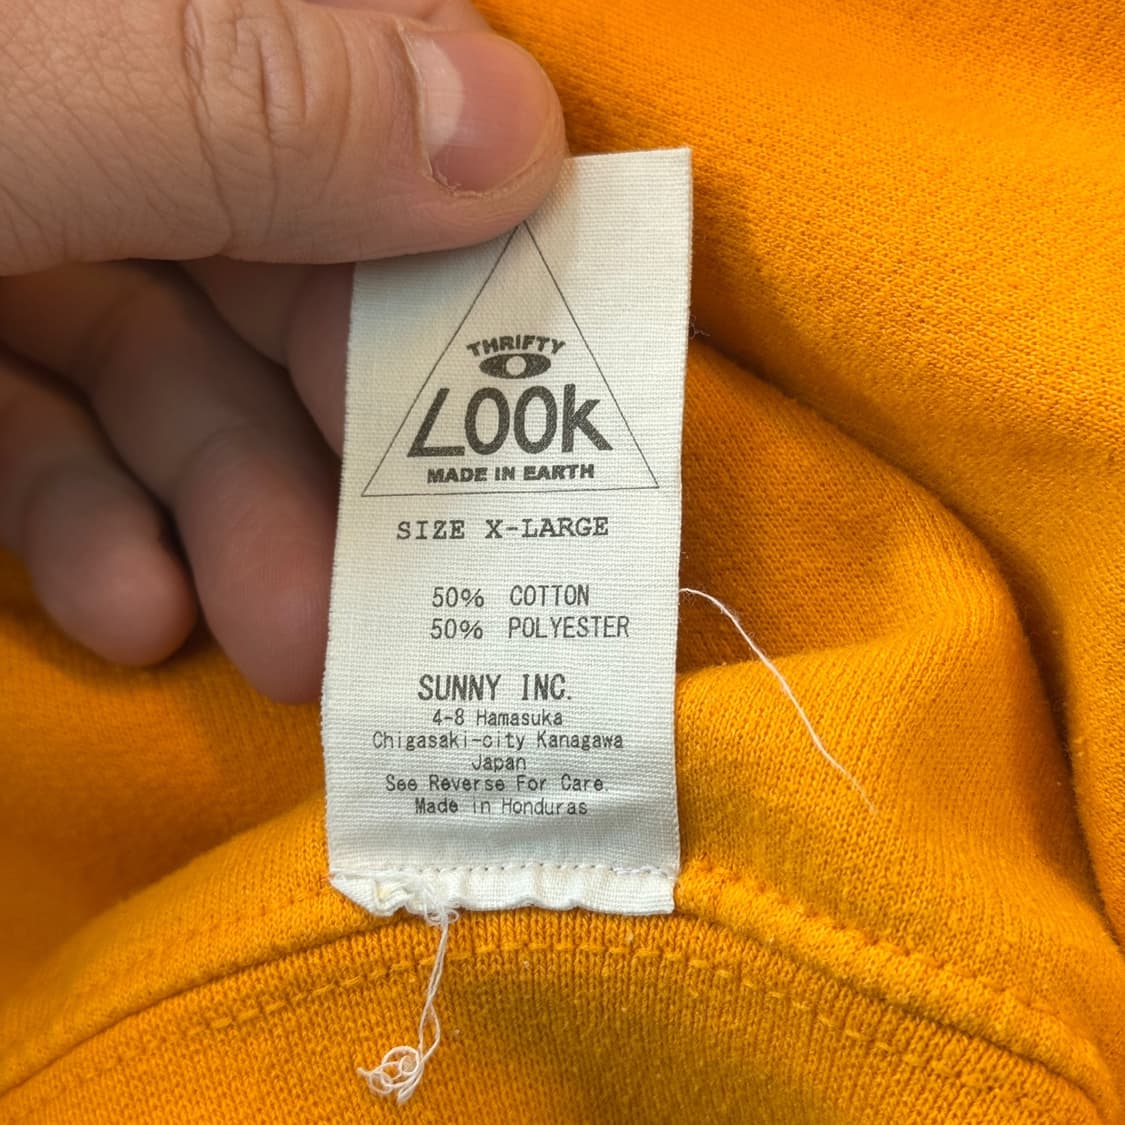 THRIFTY
LOOK
MADE IN EARTH
SIZE X-LARGE
50% COTTON
50% POLYESTER
SUNNY INC.
4-8 Hamasuka
Chigasaki-city Kanagawa
Japan
See Reverse For Care.
Made in Honduras